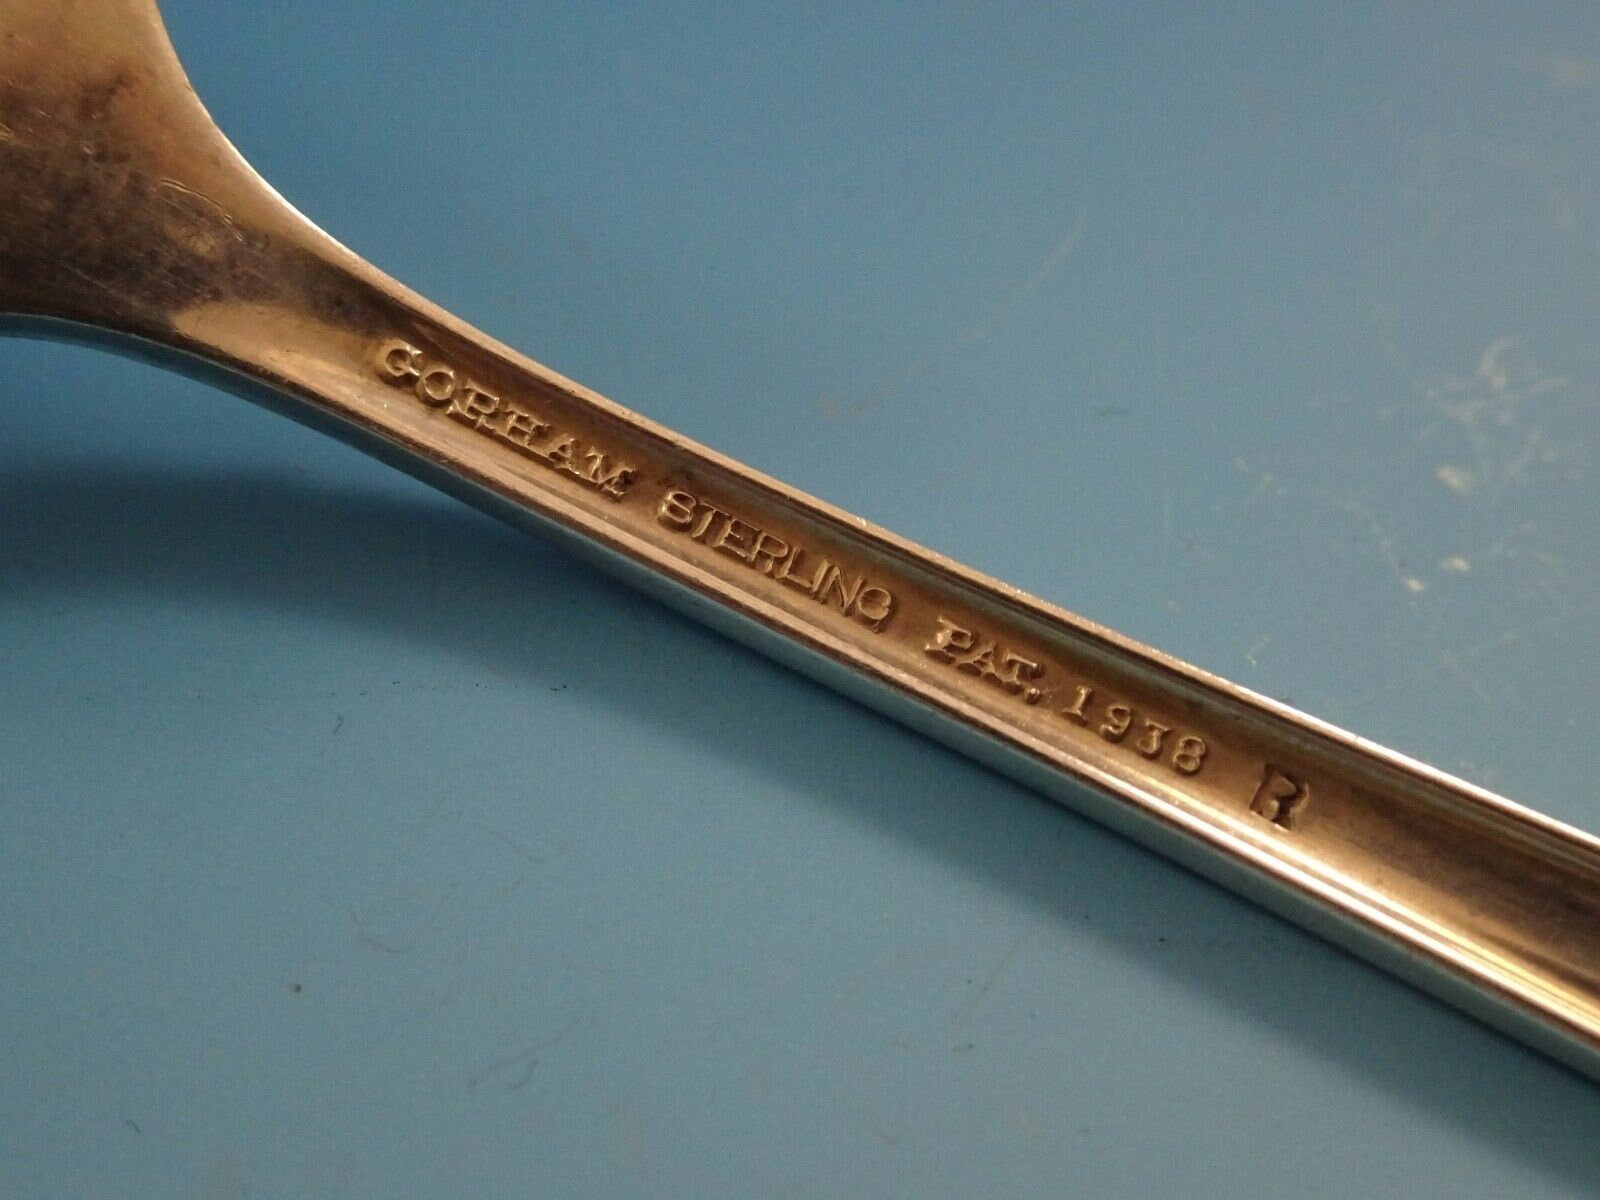 GORHAM STERLING PAT. 1938 R